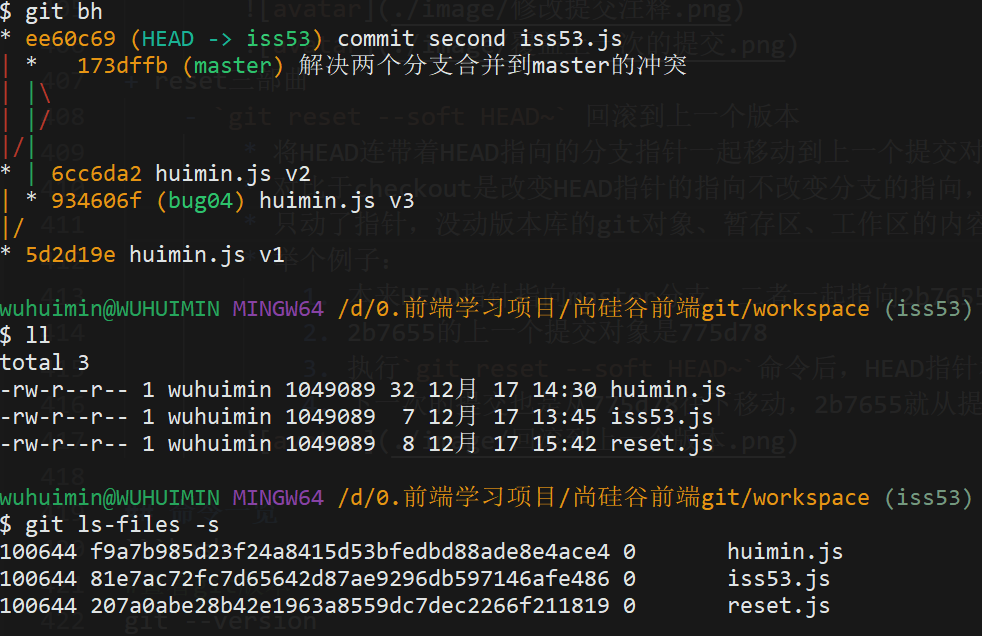 $ git bh
* ee60c69 (HEAD -> iss53) commit second iss53.js
| *   173dffb (master) 解决两个分支合并到master的冲突
| |\
| |/
|/|
* | 6cc6da2 huimin.js v2
| * 934606f (bug04) huimin.js v3
|/
* 5d2d19e huimin.js v1
wuhuimin@WUHUIMIN MINGW64 /d/0.前端学习项目/尚硅谷前端git/workspace (iss53)
$ ll
total 3
-rw-r--r-- 1 wuhuimin 1049089 32 12月 17 14:30 huimin.js
-rw-r--r-- 1 wuhuimin 1049089  7 12月 17 13:45 iss53.js
-rw-r--r-- 1 wuhuimin 1049089  8 12月 17 15:42 reset.js
wuhuimin@WUHUIMIN MINGW64 /d/0.前端学习项目/尚硅谷前端git/workspace (iss53)
$ git ls-files -s
100644 f9a7b985d23f24a8415d53bfedbd88ade8e4ace4 0       huimin.js
100644 81e7ac72fc7d65642d87ae9296db597146afe486 0       iss53.js
100644 207a0abe28b42e1963a8559dc7dec2266f211819 0       reset.js